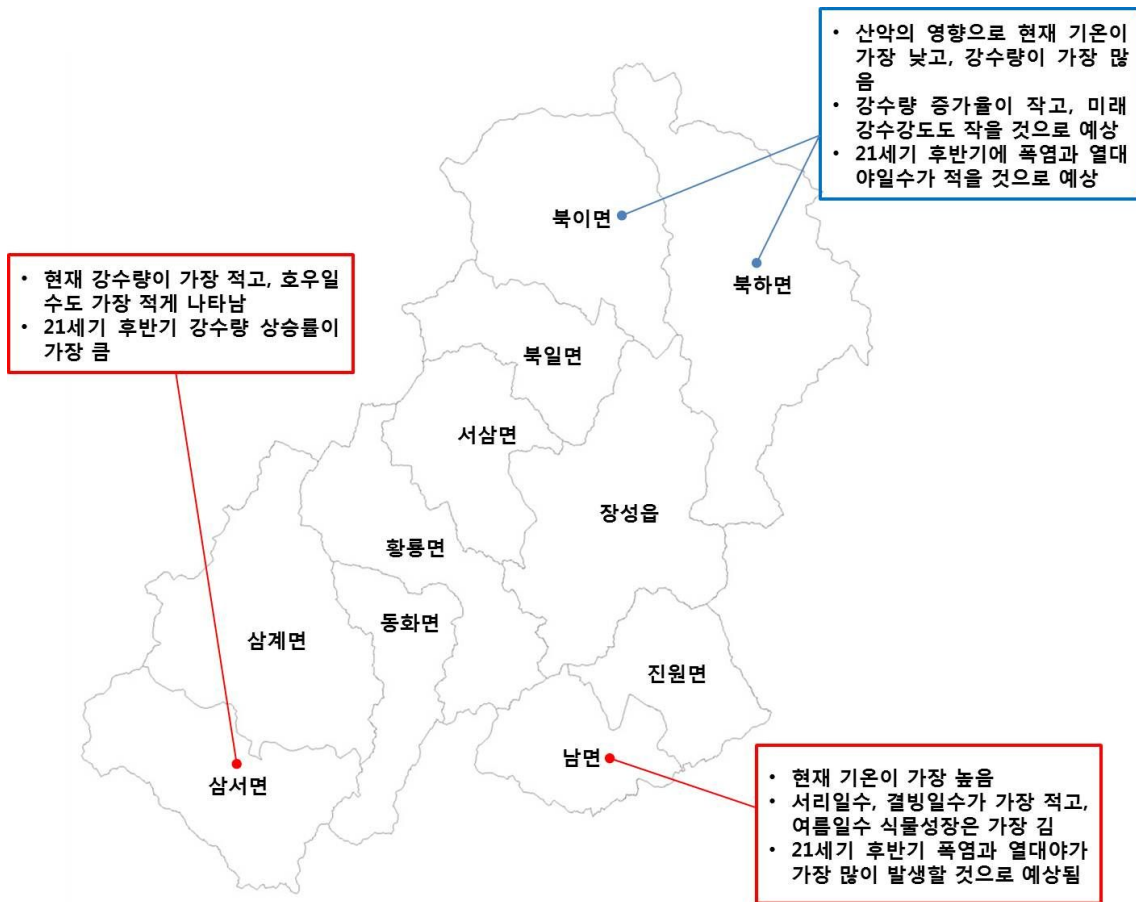 • 산악의 영향으로 현재 기온이
가장 낮고, 강수량이 가장 많
음
• 강수량 증가율이 작고, 미래
강수강도도 작을 것으로 예상
• 21세기 후반기에 폭염과 열대
야일수가 적을 것으로 예상
북이면
북하면
• 현재 강수량이 가장 적고, 호우일
수도 가장 적게 나타남
• 21세기 후반기 강수량 상승률이
가장 큼
북일면
서삼면
장성읍
황룡면
동화면
삼계면
진원면
남면
삼서면
• 현재 기온이 가장 높음
• 서리일수, 결빙일수가 가장 적고,
여름일수 식물성장은 가장 김
• 21세기 후반기 폭염과 열대야가
가장 많이 발생할 것으로 예상됨